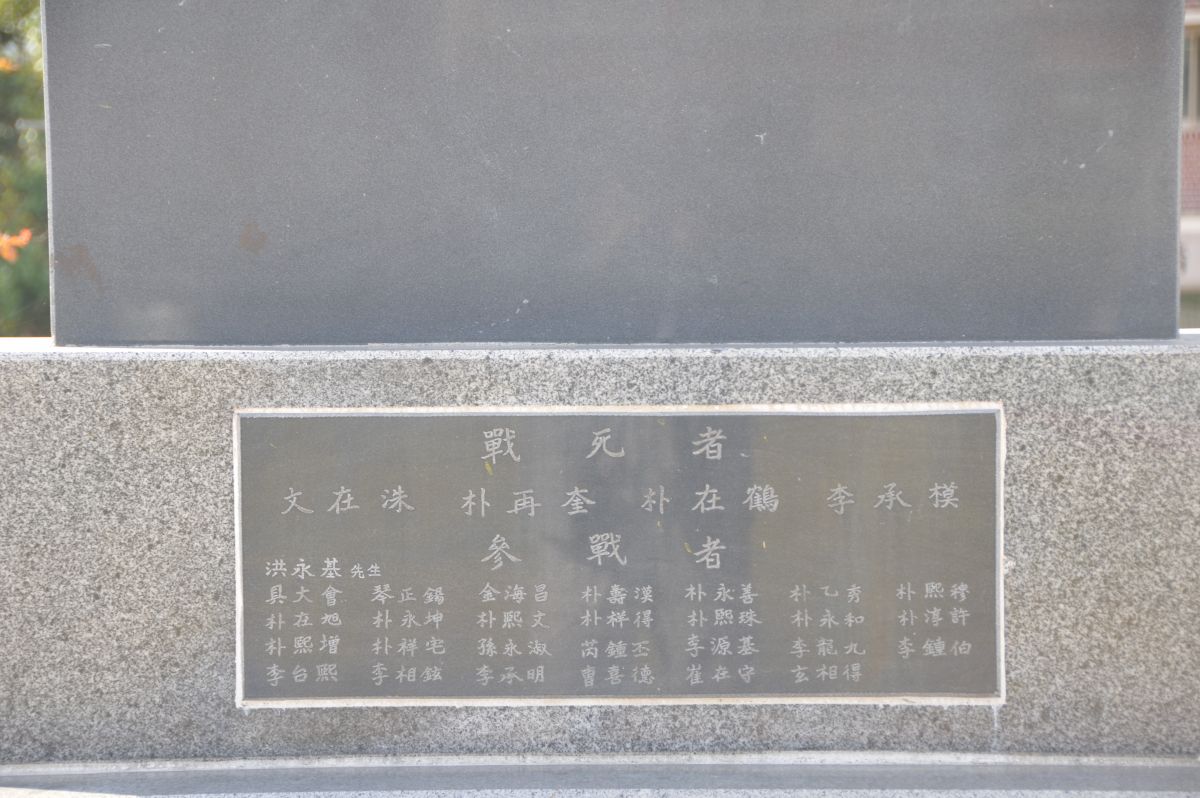 戰死者
文在洙 朴再奎 朴在鶴 李承模
參戰者
洪永基先生
具大會 琴正錫 金海昌 朴壽漢 朴永善 朴乙秀 朴熙穆
朴在旭 朴永坤 朴熙文 朴祥得 朴熙珠 朴永和 朴淳許
朴熙增 朴祥宅 孫永淑 芮鍾丕 李源基 李龍九 李鍾伯
李台熙 李相鉉 李承明 曺喜德 崔在守 玄相得